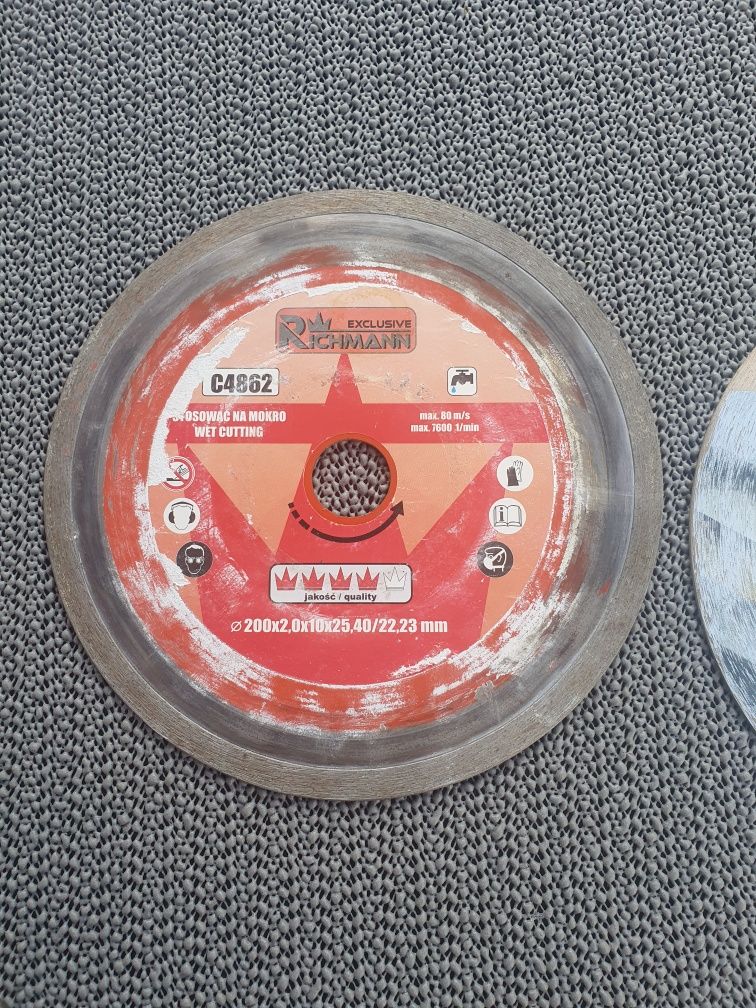 EXCLUSIVE
RICHMANN
C4862
STOSOWAĆ NA MOKRO
WET CUTTING
max. 80 m/s
max. 7600 1/min
jakość / quality
⌀ 200x2,0x10x25,40/22,23 mm